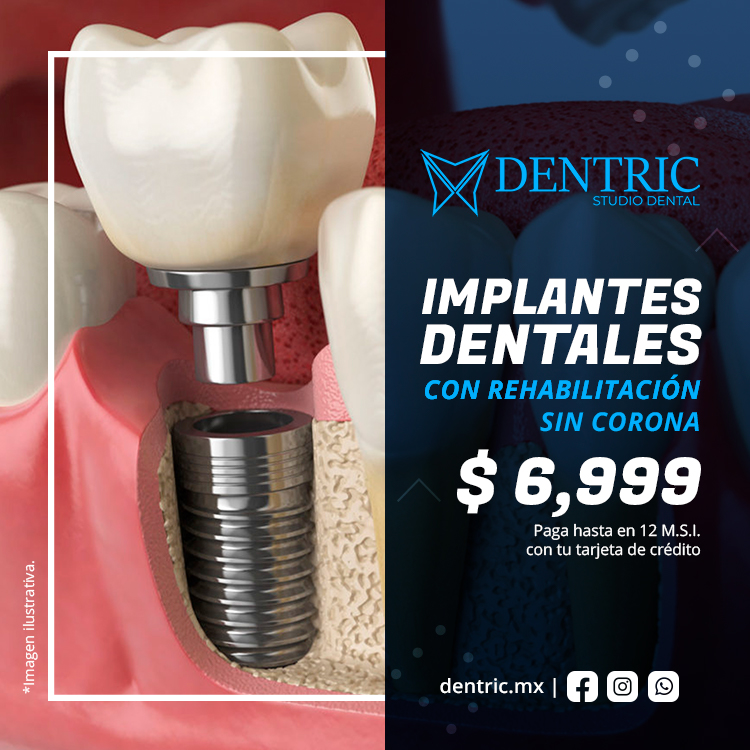 DENTRIC
STUDIO DENTAL
IMPLANTES
DENTALES
CON REHABILITACIÓN
SIN CORONA
$ 6,999
Paga hasta en 12 M.S.I.
con tu tarjeta de crédito
dentric.mx |
*Imagen ilustrativa.